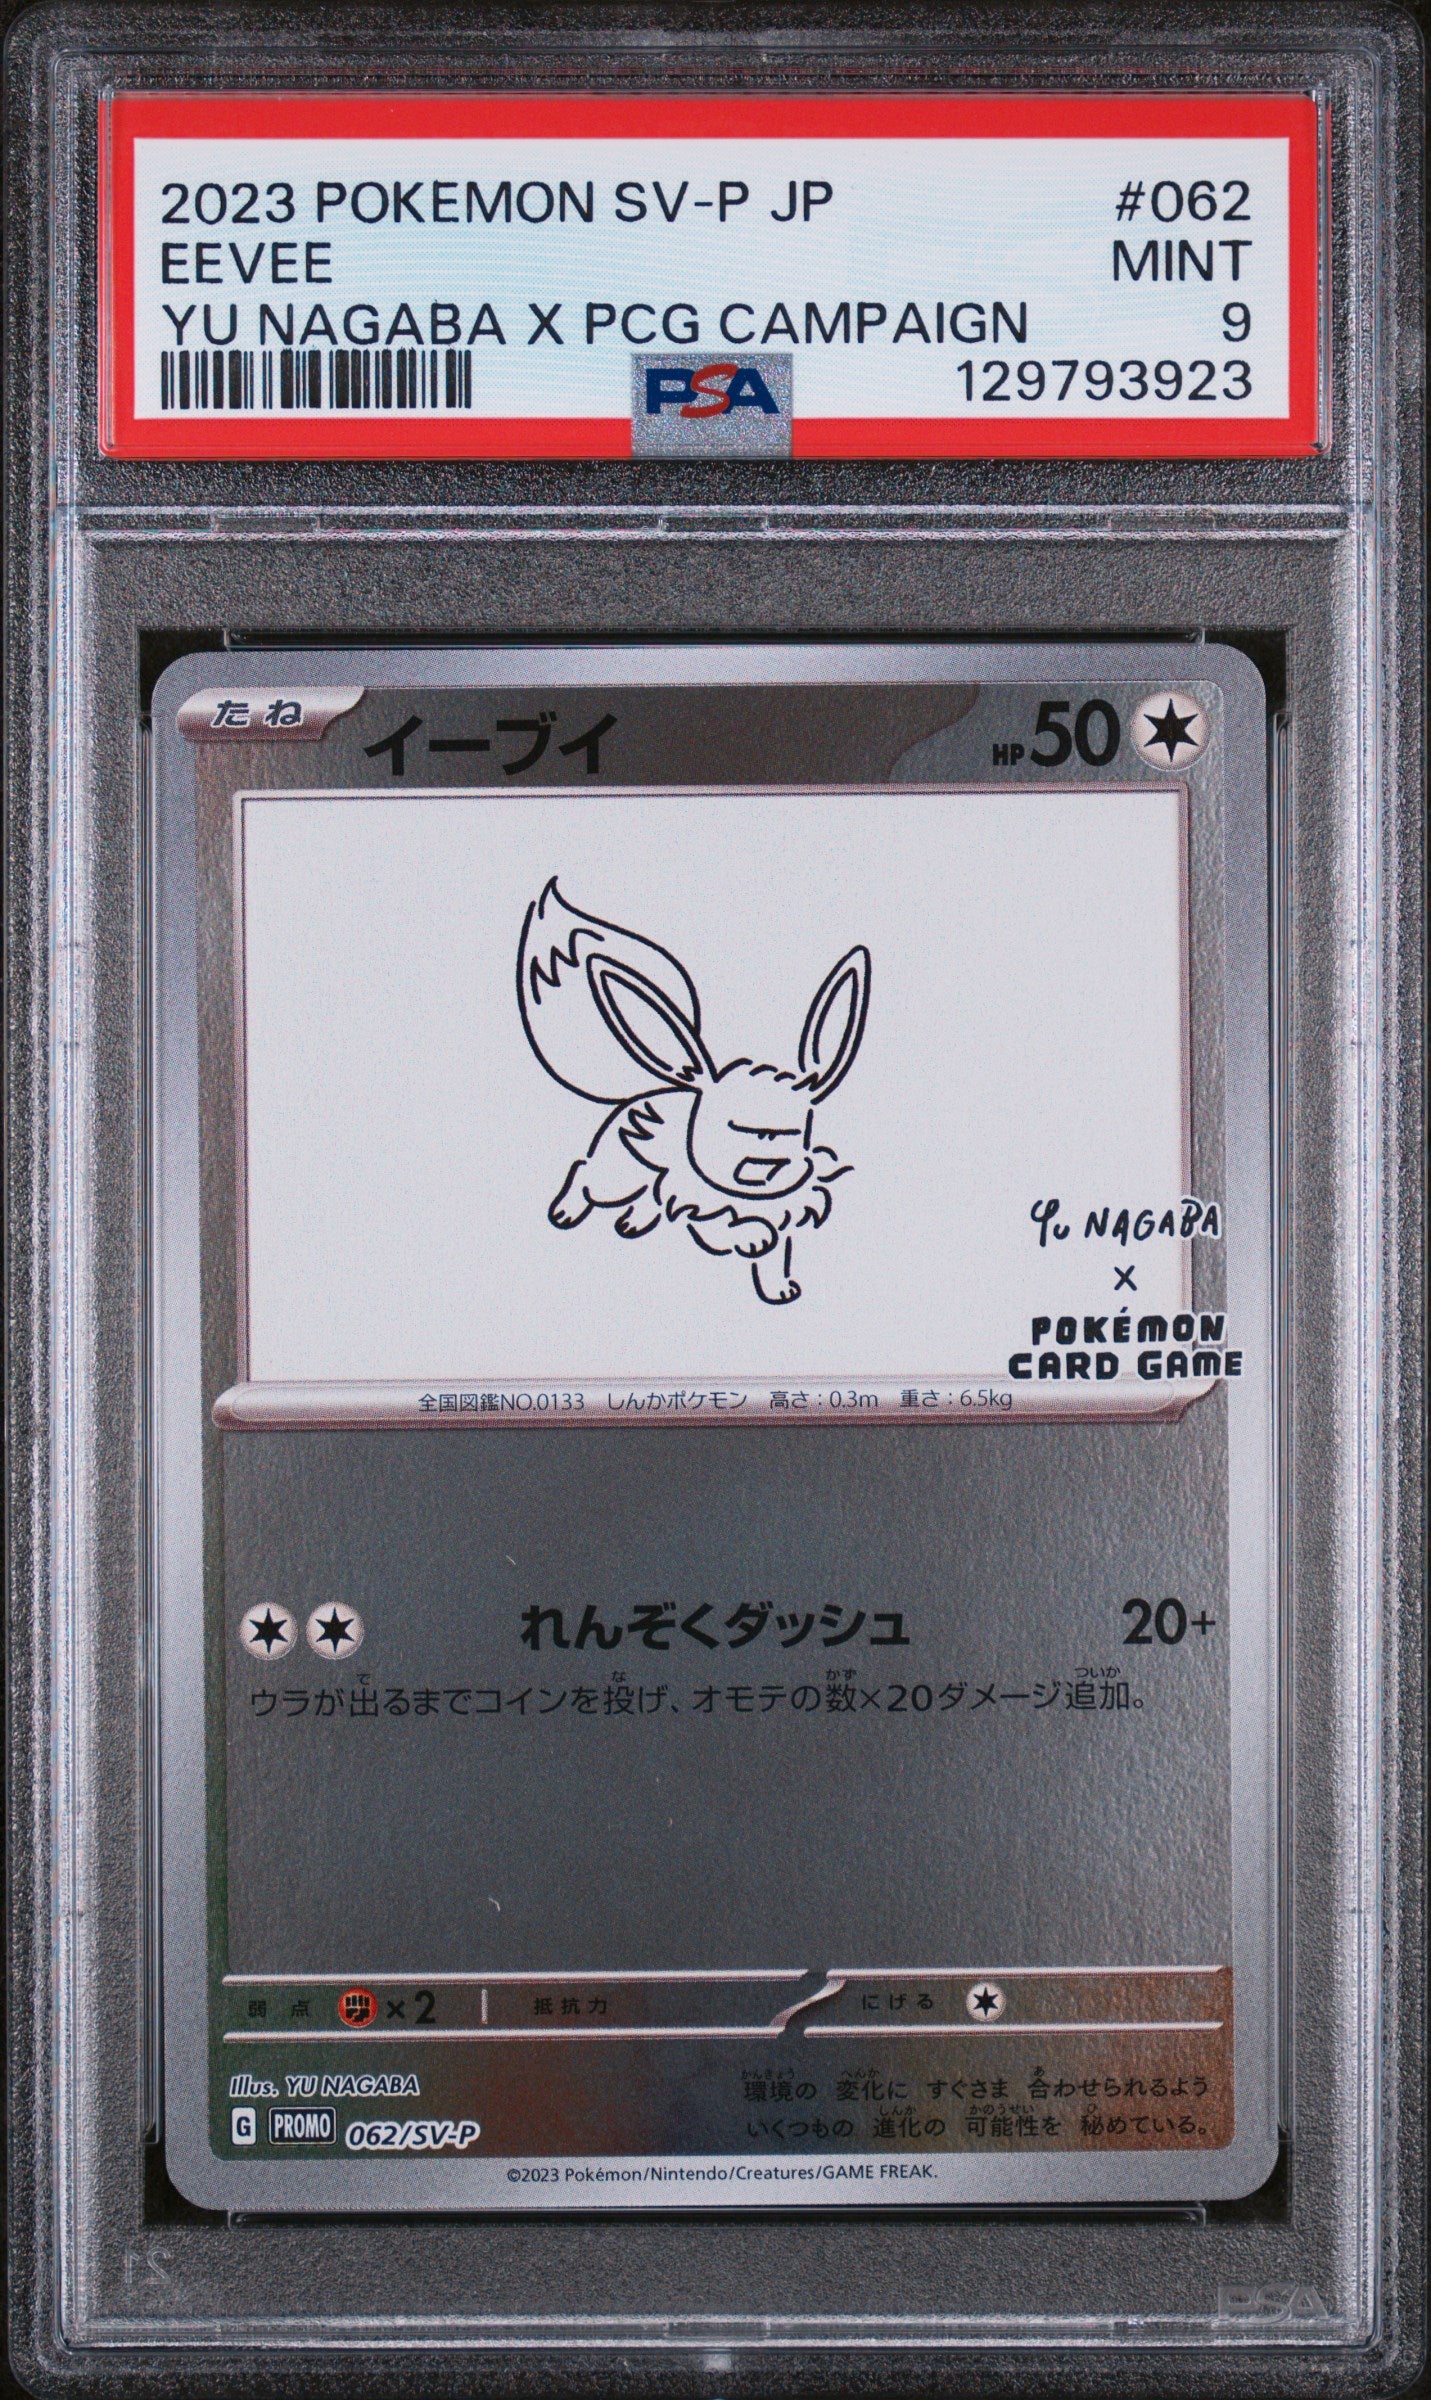 2023 POKEMON SV-P JP #062
EEVEE MINT
YU NAGABA X PCG CAMPAIGN 9
PSA 129793923
たね イーブイ HP50
YU NAGABA
×
POKÉMON
CARD GAME
全国図鑑NO.0133 しんかポケモン 高さ:0.3m 重さ:6.5kg
れんぞくダッシュ 20+
ウラが出るまでコインを投げ、オモテの数×20ダメージ追加。
弱点 ×2 抵抗力 にげる
Illus. YU NAGABA
環境の 変化に すぐさま 合わせられるよう
いくつもの 進化の 可能性を 秘めている。
G PROMO 062/SV-P
©2023 Pokémon/Nintendo/Creatures/GAME FREAK.
21
PSA